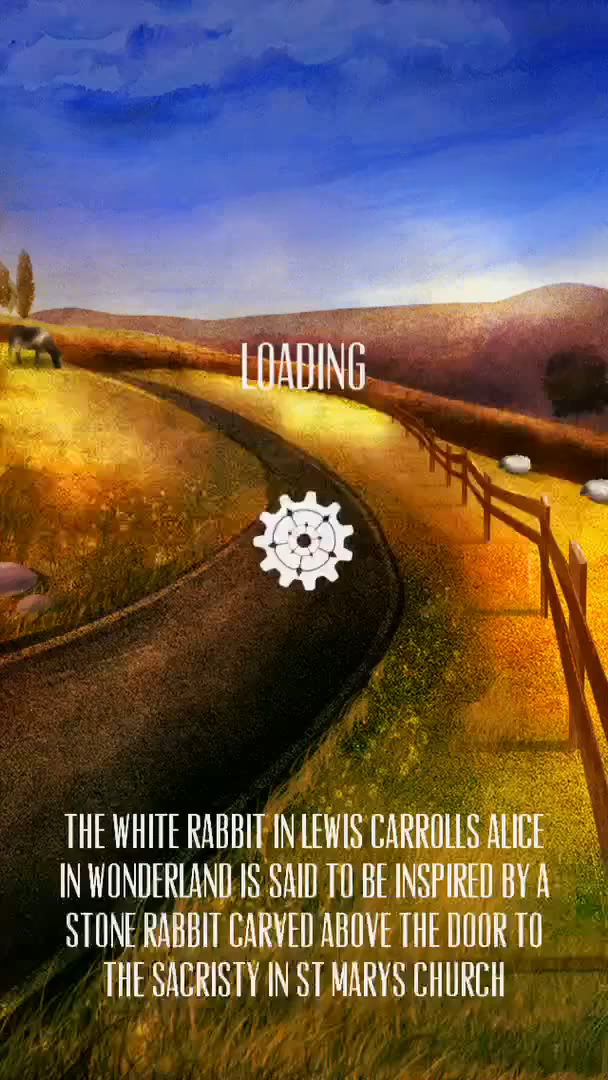 LOADING
THE WHITE RABBIT IN LEWIS CARROLLS ALICE
IN WONDERLAND IS SAID TO BE INSPIRED BY A
STONE RABBIT CARVED ABOVE THE DOOR TO
THE SACRISTY IN ST MARYS CHURCH